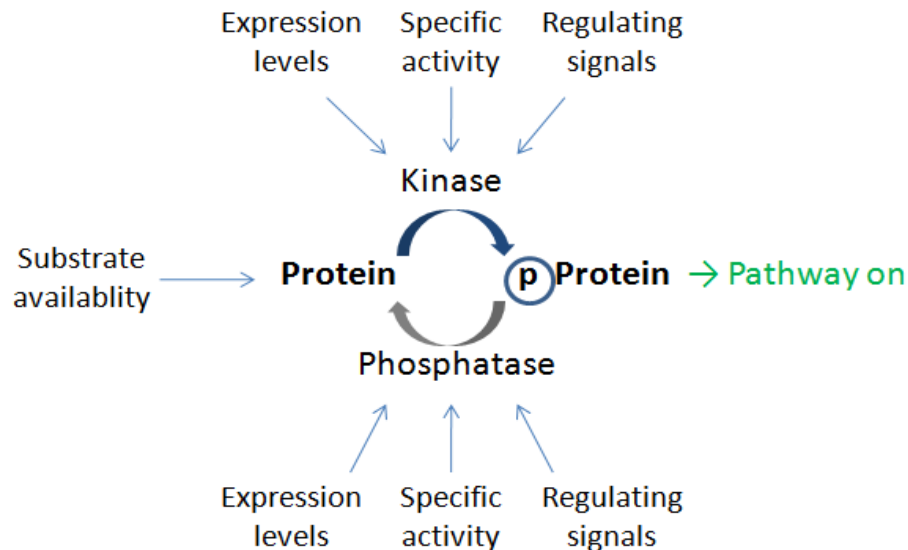 Expression levels
Specific activity
Regulating signals
Kinase
Substrate availablity
Protein
p Protein → Pathway on
Phosphatase
Expression levels
Specific activity
Regulating signals